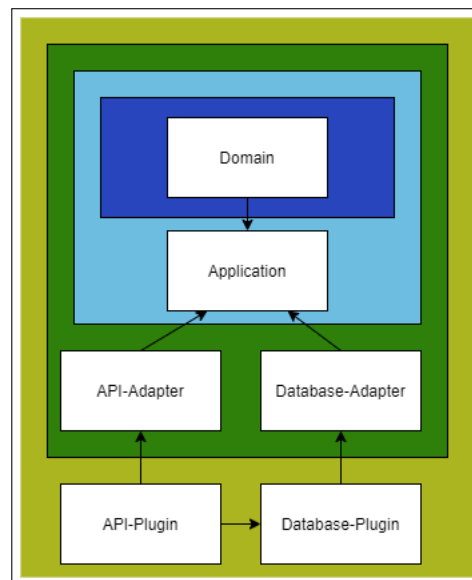 Domain
Application
API-Adapter
Database-Adapter
API-Plugin
Database-Plugin